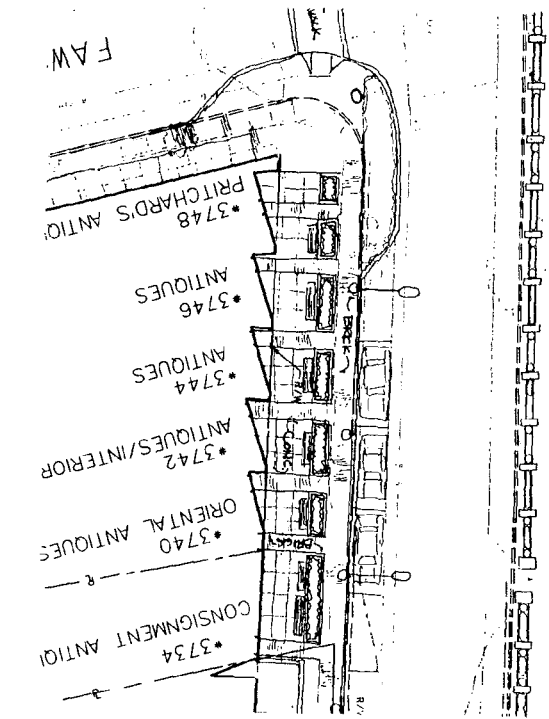 R/W
*3734
CONSIGNMENT ANTIQ
B
*3740
ORIENTAL ANTIQUES
R
BRICK
*3742
ANTIQUES/INTERIOR
CONC
*3744
ANTIQUES
R/W
BRICK
*3746
ANTIQUES
*3748
PRITCHARD'S ANTIQ
FAW